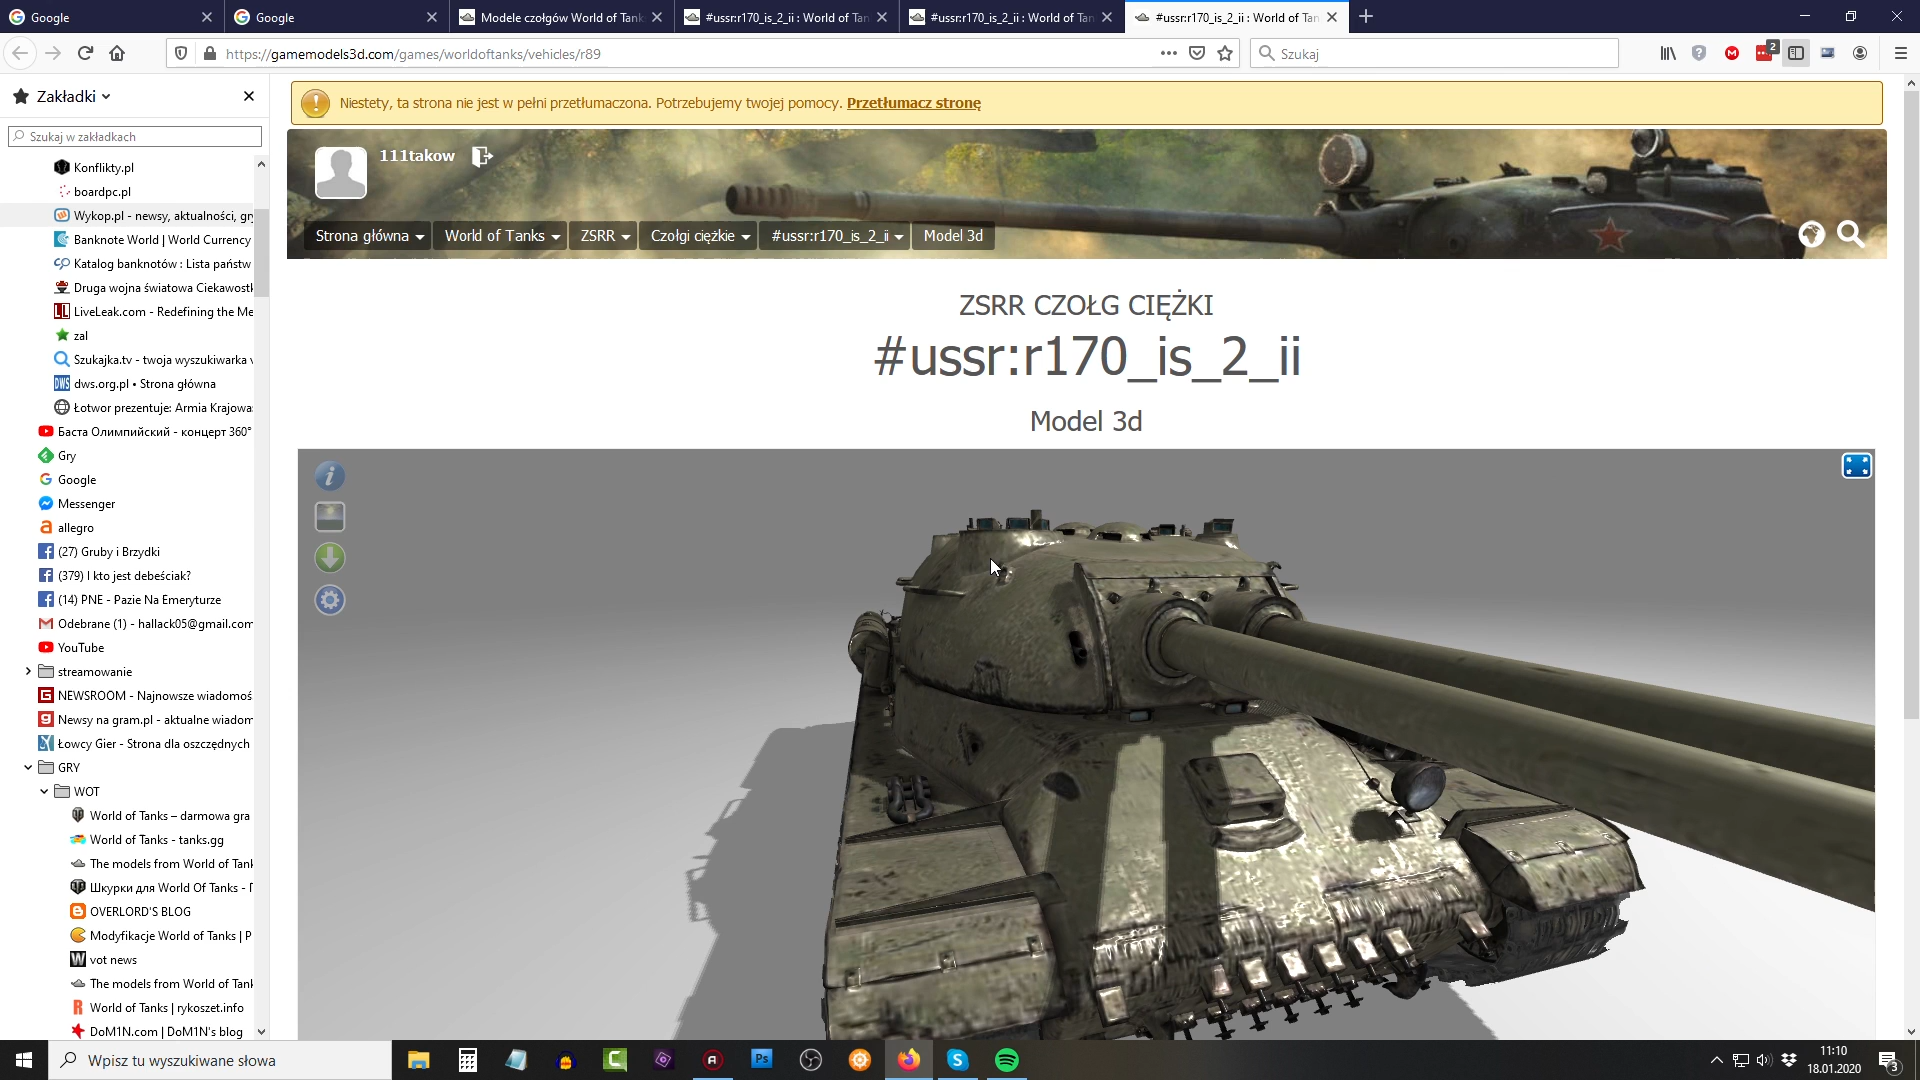 Google
Google
Modele czołgów World of Tank
#ussr:r170_is_2_ii : World of Tan
#ussr:r170_is_2_ii : World of Tan
#ussr:r170_is_2_ii : World of Tan
https://gamemodels3d.com/games/worldoftanks/vehicles/r89
Szukaj
2
Zakładki
Szukaj w zakładkach
Konflikty.pl
boardpc.pl
Wykop.pl - newsy, aktualności, gry
Banknote World | World Currency
Katalog banknotów : Lista państw
Druga wojna światowa Ciekawostk
LiveLeak.com - Redefining the Me
zal
Szukajka.tv - twoja wyszukiwarka v
dws.org.pl • Strona główna
Łotwor prezentuje: Armia Krajowa:
Баста Олимпийский - концерт 360°
Gry
Google
Messenger
allegro
(27) Gruby i Brzydki
(379) I kto jest debeściak?
(14) PNE - Pazie Na Emeryturze
Odebrane (1) - hallack05@gmail.com
YouTube
streamowanie
NEWSROOM - Najnowsze wiadomoś
Newsy na gram.pl - aktualne wiadom
Łowcy Gier - Strona dla oszczędnych
GRY
WOT
World of Tanks – darmowa gra
World of Tanks - tanks.gg
The models from World of Tank
Шкурки для World Of Tanks - Г
OVERLORD'S BLOG
Modyfikacje World of Tanks | P
vot news
The models from World of Tank
World of Tanks | rykoszet.info
DoM1N.com | DoM1N's blog
Niestety, ta strona nie jest w pełni przetłumaczona. Potrzebujemy twojej pomocy. Przetłumacz stronę
111takow
Strona główna
World of Tanks
ZSRR
Czołgi ciężkie
#ussr:r170_is_2_ii
Model 3d
ZSRR CZOŁG CIĘŻKI
#ussr:r170_is_2_ii
Model 3d
Wpisz tu wyszukiwane słowa
11:10
18.01.2020
3